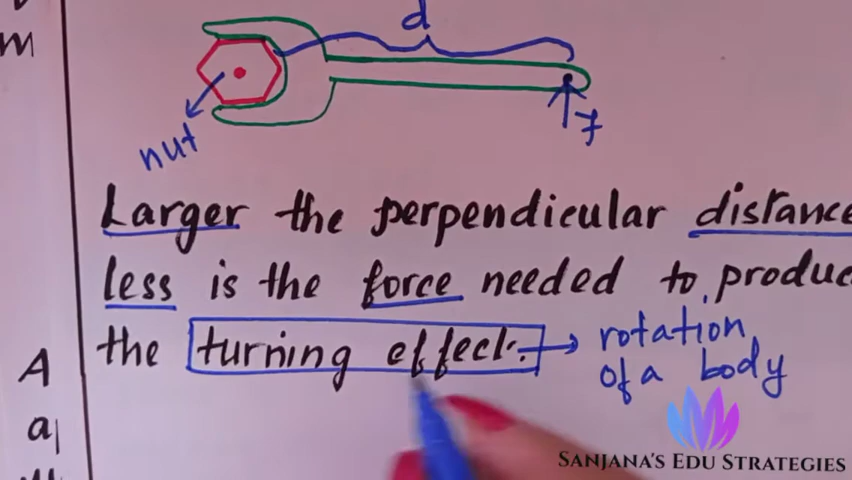 m
d
nut
f
Larger the perpendicular distance
less is the force needed to produc
the turning effect. → rotation
of a body
A
a
SANJANA'S EDU STRATEGIES